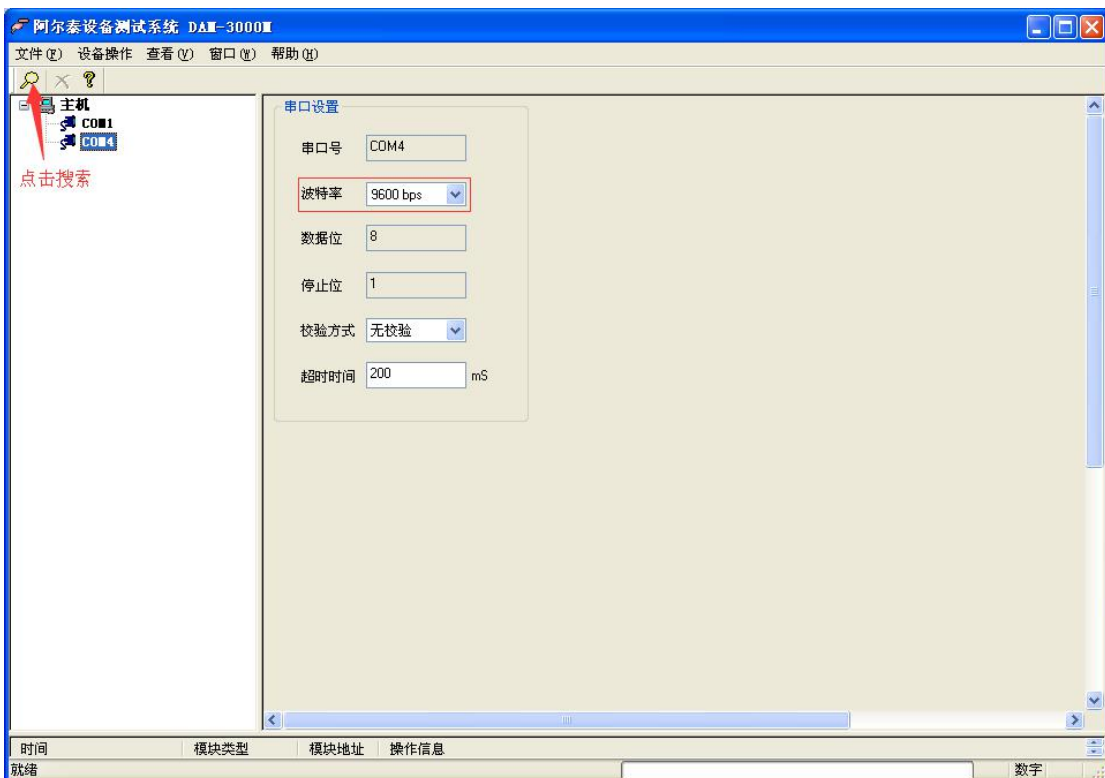 阿尔泰设备测试系统 DAM-3000M
文件(F) 设备操作 查看(V) 窗口(W) 帮助(H)
主机
COM1
COM4
点击搜索
串口设置
串口号 COM4
波特率 9600 bps
数据位 8
停止位 1
校验方式 无校验
超时时间 200 mS
时间 模块类型 模块地址 操作信息
就绪 数字